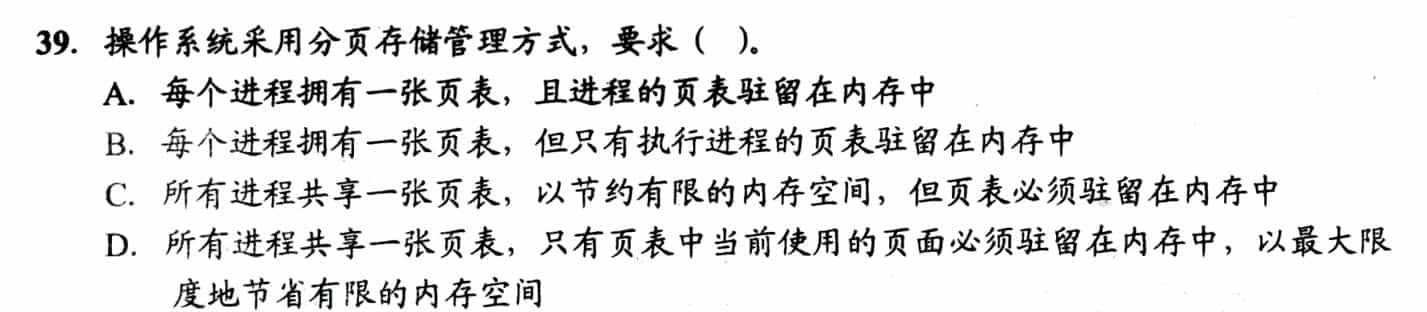 39. 操作系统采用分页存储管理方式，要求（ ）。
A. 每个进程拥有一张页表，且进程的页表驻留在内存中
B. 每个进程拥有一张页表，但只有执行进程的页表驻留在内存中
C. 所有进程共享一张页表，以节约有限的内存空间，但页表必须驻留在内存中
D. 所有进程共享一张页表，只有页表中当前使用的页面必须驻留在内存中，以最大限
度地节省有限的内存空间